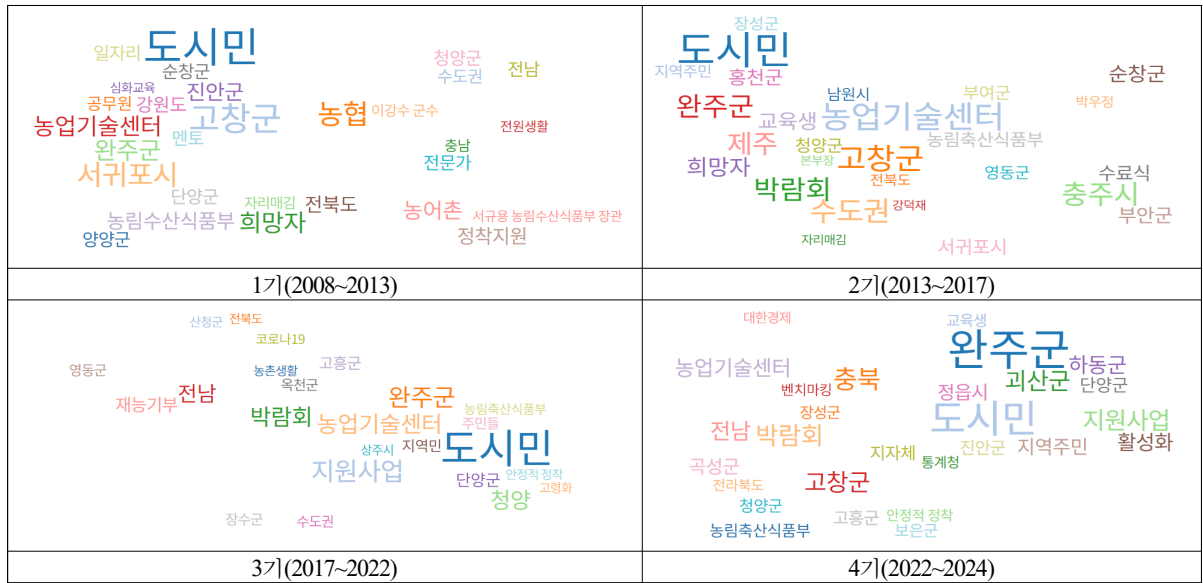 일자리
도시민
순창군
심화교육
진안군
공무원
강원도
고창군
농업기술센터
멘토
완주군
서귀포시
단양군
자리매김
전북도
농림수산식품부
희망자
양양군
청양군
수도권
전남
농협
이강수 군수
전원생활
충남
전문가
농어촌
서규용 농림수산식품부 장관
정착지원
1기(2008~2013)
장성군
도시민
지역주민
홍천군
순창군
완주군
남원시
부여군
박우정
교육생
농업기술센터
제주
청양군
농림축산식품부
희망자
본부장
고창군
전북도
영동군
수료식
박람회
충주시
수도권
강덕재
부안군
자리매김
서귀포시
2기(2013~2017)
산청군
전북도
코로나19
영동군
농촌생활
고흥군
옥천군
재능기부
전남
완주군
박람회
농업기술센터
농림축산식품부
주민들
상주시
지역민
도시민
지원사업
단양군
안정적 정착
고령화
청양
장수군
수도권
3기(2017~2022)
대한경제
교육생
완주군
농업기술센터
하동군
벤치마킹
충북
정읍시
괴산군
단양군
장성군
도시민
지원사업
전남
박람회
지자체
진안군
지역주민
활성화
곡성군
통계청
전라북도
고창군
청양군
고흥군
안정적 정착
농림축산식품부
보은군
4기(2022~2024)